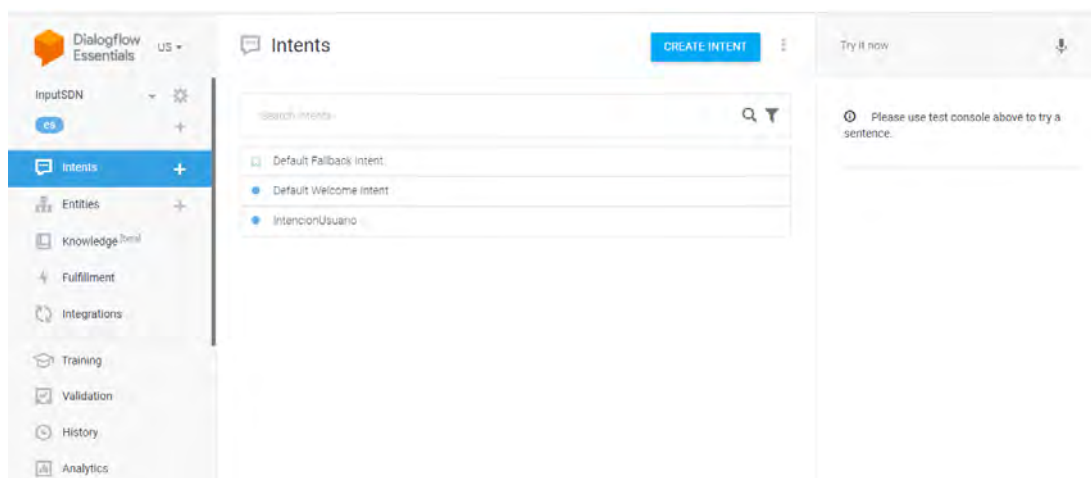 Dialogflow
Essentials
US
Intents
CREATE INTENT
Try it now
InputSDN
es
Search intents
Please use test console above to try a
sentence.
Intents
Default Fallback Intent
Default Welcome Intent
IntencionUsuario
Entities
Knowledge [beta]
Fulfillment
Integrations
Training
Validation
History
Analytics